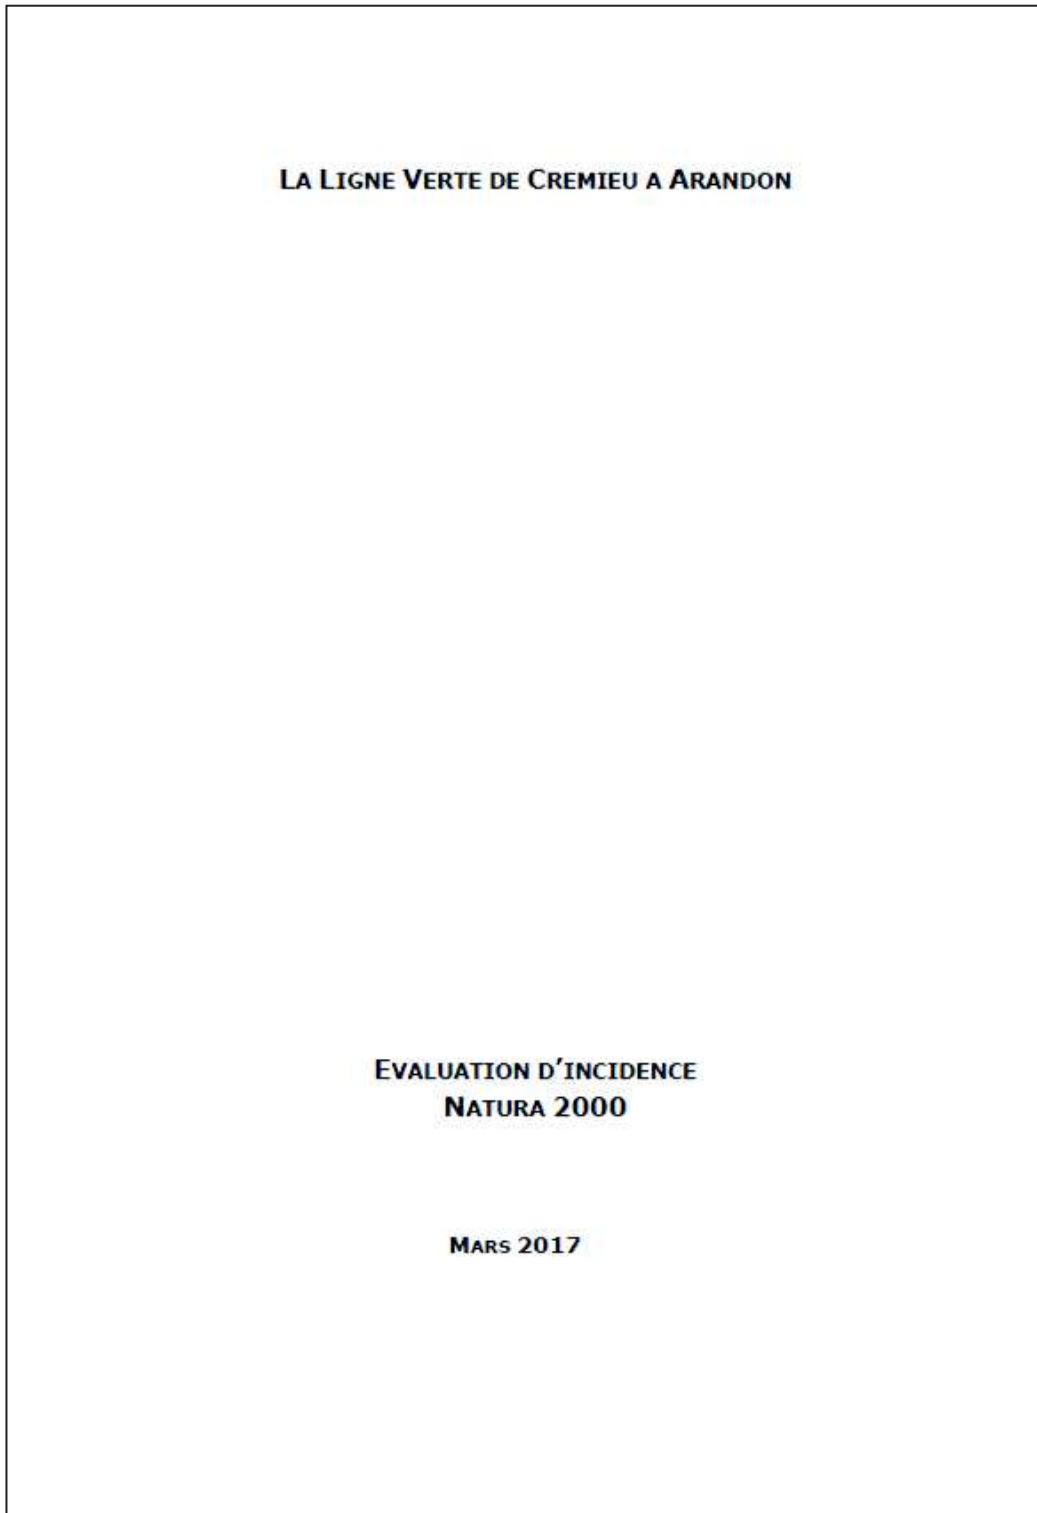 LA LIGNE VERTE DE CREMIEU A ARANDON
EVALUATION D'INCIDENCE
NATURA 2000
MARS 2017